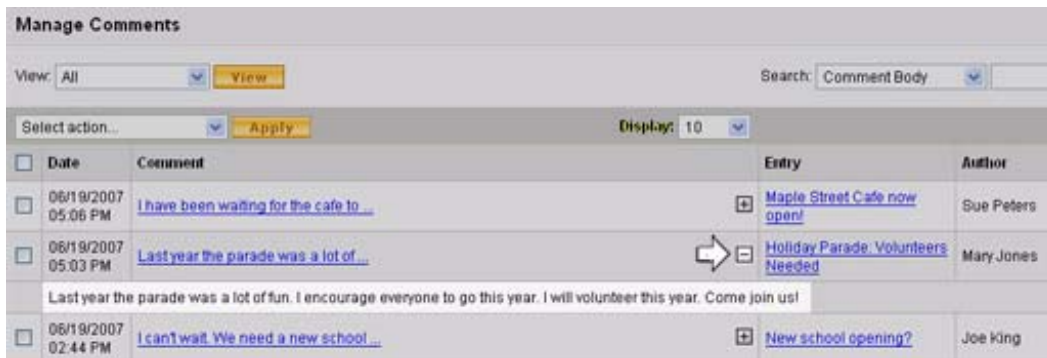 Manage Comments
View: All View Search: Comment Body
Select action... Apply Display: 10
Date Comment Entry Author
06/19/2007 05:06 PM I have been waiting for the cafe to ... Maple Street Cafe now open! Sue Peters
06/19/2007 05:03 PM Last year the parade was a lot of ... Holiday Parade: Volunteers Needed Mary Jones
Last year the parade was a lot of fun. I encourage everyone to go this year. I will volunteer this year. Come join us!
06/19/2007 02:44 PM I can't wait. We need a new school ... New school opening? Joe King